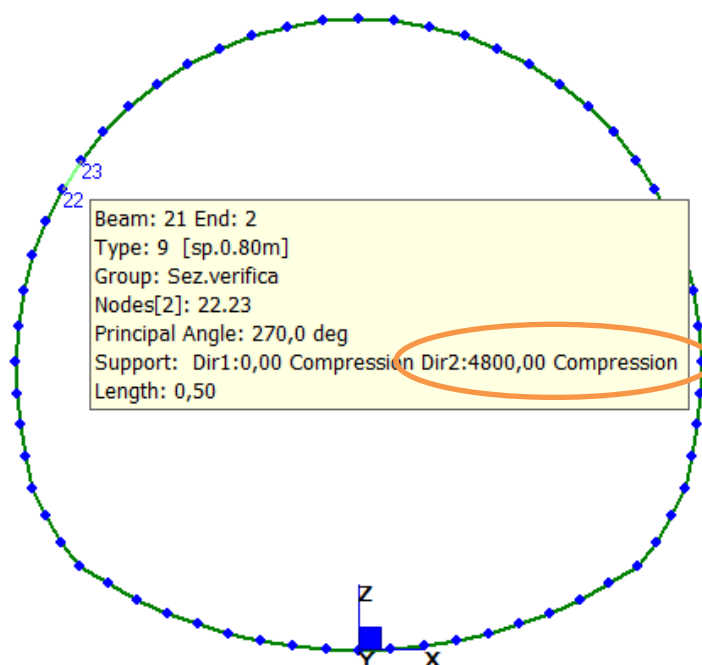 23
22
Beam: 21 End: 2
Type: 9 [sp.0.80m]
Group: Sez.verifica
Nodes[2]: 22.23
Principal Angle: 270,0 deg
Support: Dir1:0,00 Compression Dir2:4800,00 Compression
Length: 0,50
Z
Y X